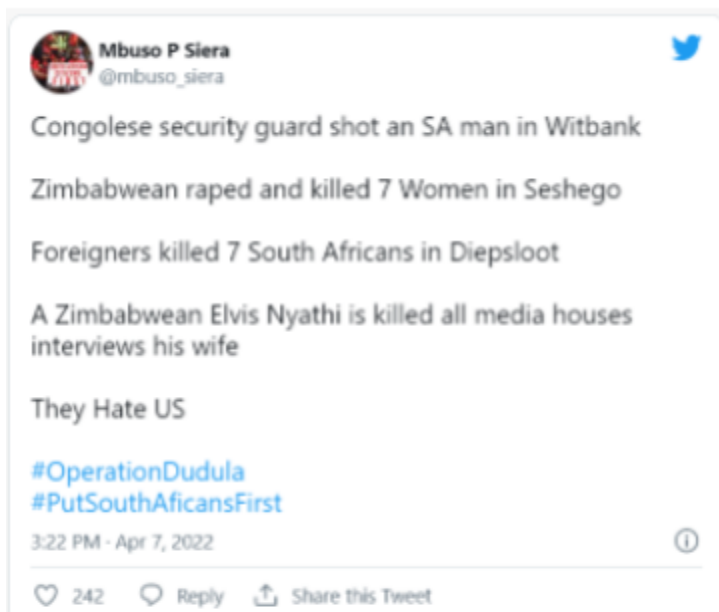 Mbuso P Siera
@mbuso_siera
Congolese security guard shot an SA man in Witbank
Zimbabwean raped and killed 7 Women in Seshego
Foreigners killed 7 South Africans in Diepsloot
A Zimbabwean Elvis Nyathi is killed all media houses
interviews his wife
They Hate US
#OperationDudula
#PutSouthAficansFirst
3:22 PM · Apr 7, 2022
242 Reply Share this Tweet